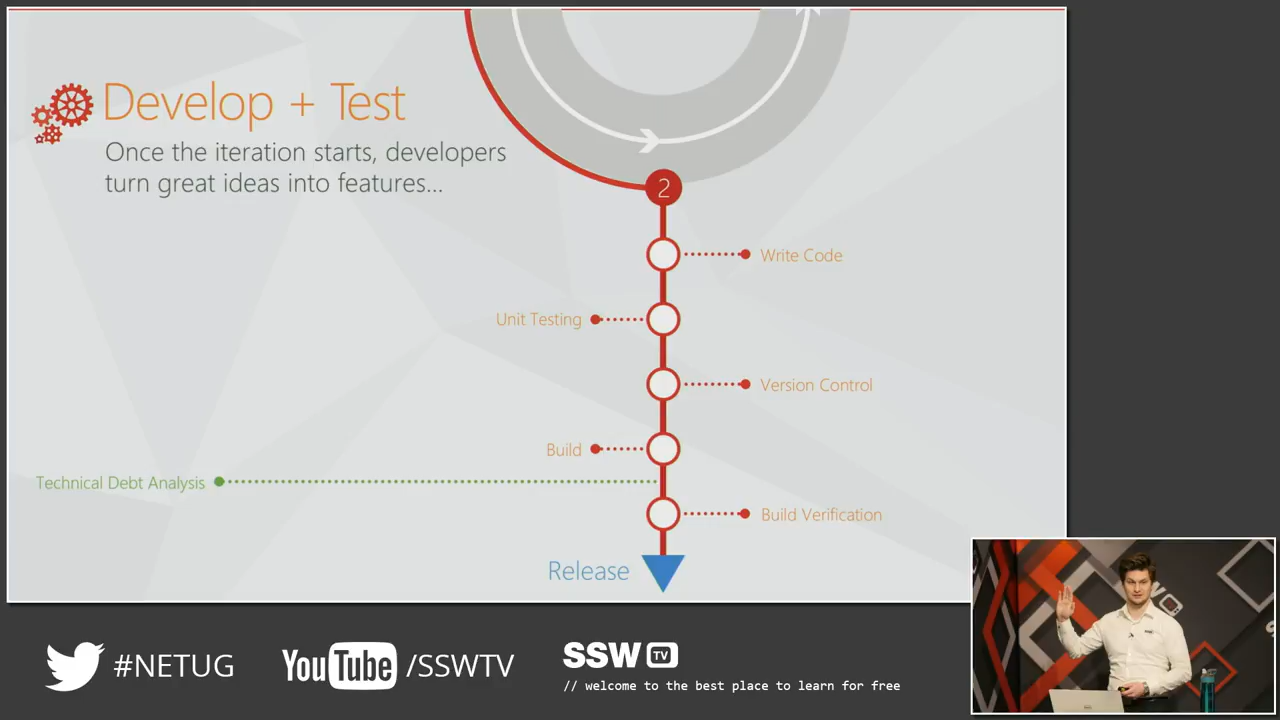 Develop + Test
Once the iteration starts, developers
turn great ideas into features...
2
Write Code
Unit Testing
Version Control
Build
Technical Debt Analysis
Build Verification
Release
#NETUG
YouTube /SSWTV
SSW TV
// welcome to the best place to learn for free